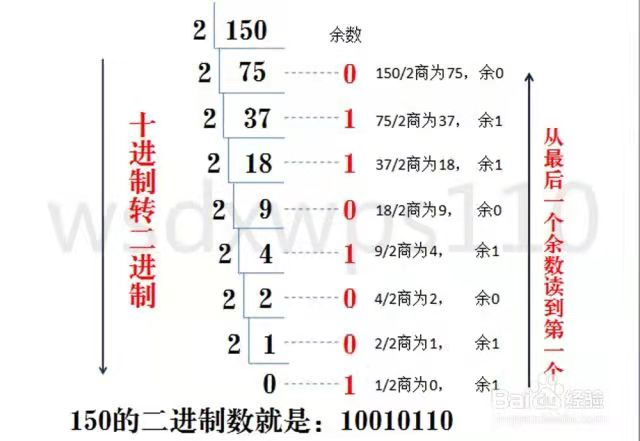 2 150 余数
2 75 0 150/2商为75，余0
2 37 1 75/2商为37， 余1
2 18 1 37/2商为18，余1
2 9 0 18/2商为9， 余0
2 4 1 9/2商为4， 余1
2 2 0 4/2商为2， 余0
2 1 0 2/2商为1， 余1
0 1 1/2商为0， 余1
十进制转二进制
从最后一个余数读到第一个
wsdxwps110
150的二进制数就是：10010110
Baidu经验